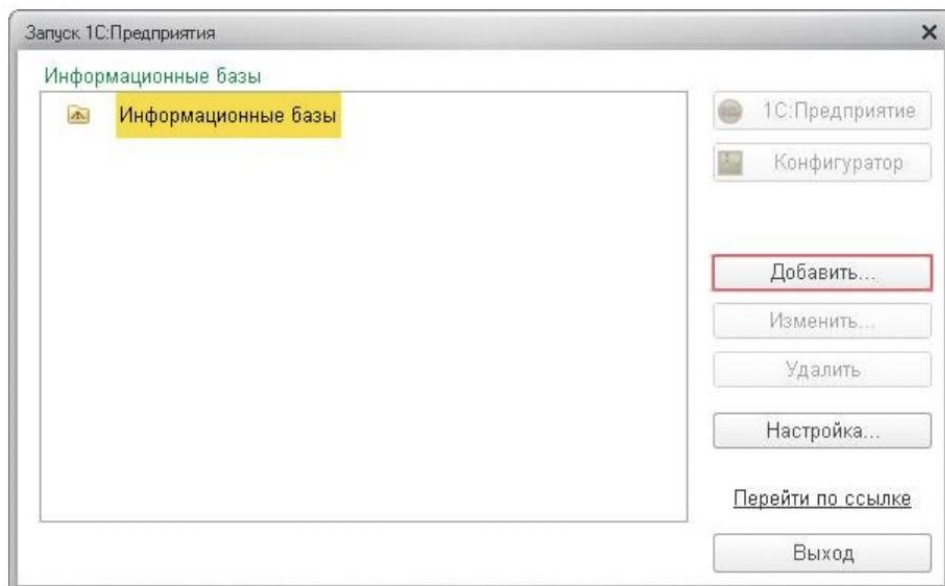 Запуск 1С:Предприятия
Информационные базы
Информационные базы
1С:Предприятие
Конфигуратор
Добавить...
Изменить...
Удалить
Настройка...
Перейти по ссылке
Выход